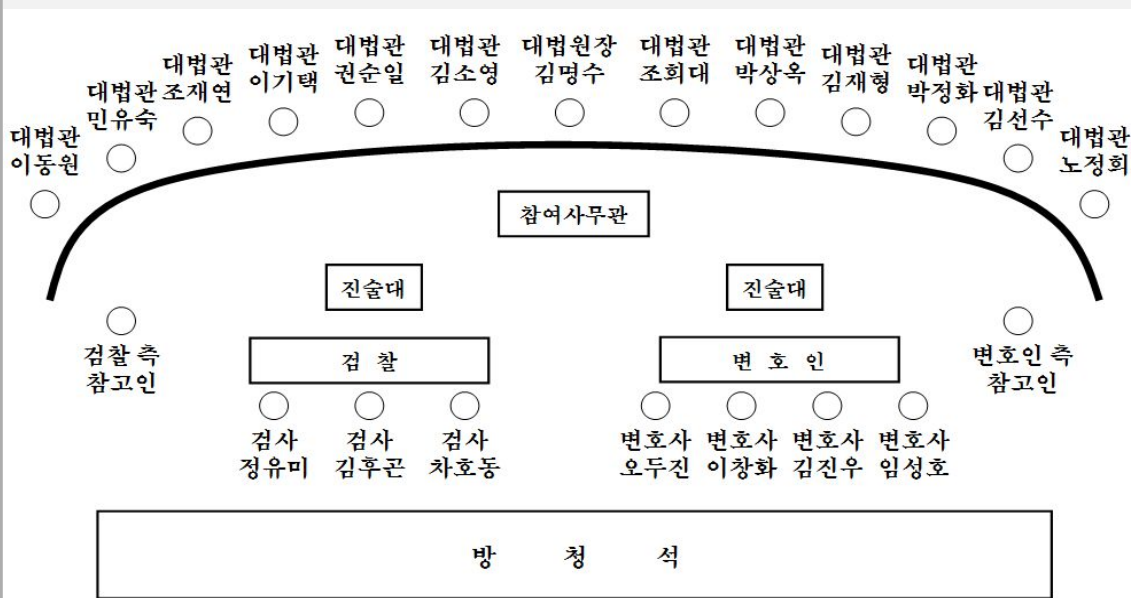 대법관
이동원
대법관
민유숙
대법관
조재연
대법관
이기택
대법관
권순일
대법관
김소영
대법원장
김명수
대법관
조희대
대법관
박상옥
대법관
김재형
대법관
박정화
대법관
김선수
대법관
노정희
참여사무관
진술대
진술대
검찰 측
참고인
검 찰
변 호 인
변호인 측
참고인
검사
정유미
검사
김후곤
검사
차호동
변호사
오두진
변호사
이창화
변호사
김진우
변호사
임성호
방 청 석